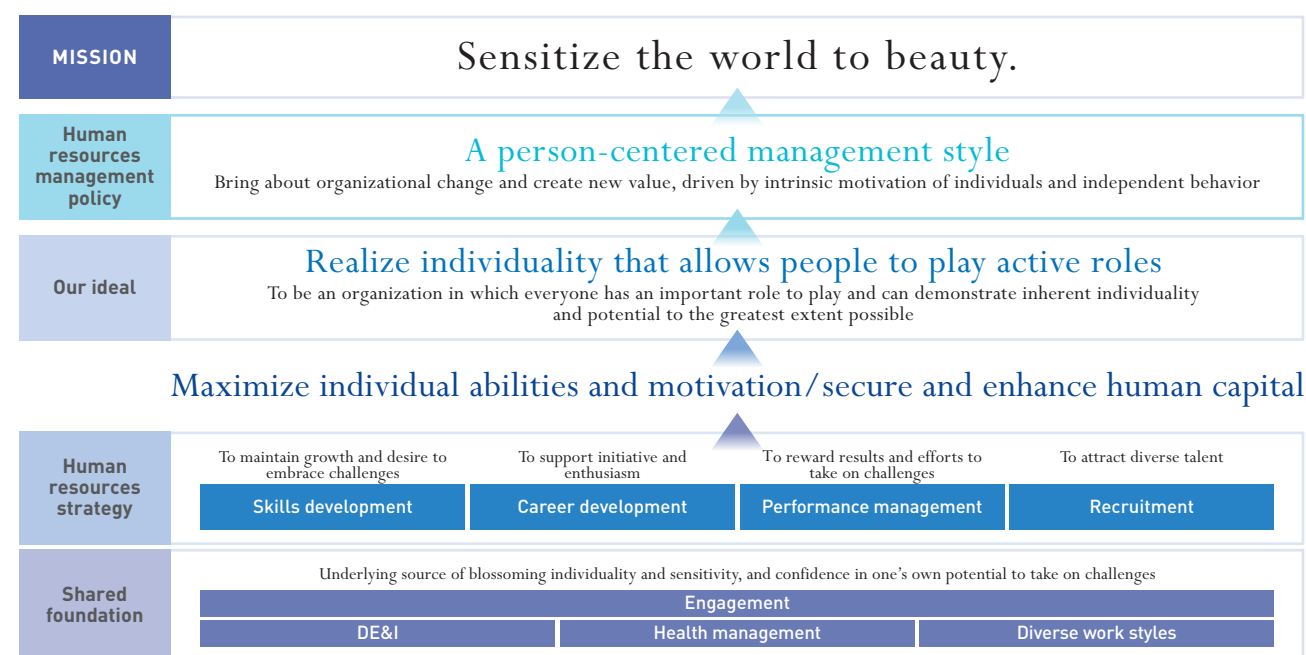 MISSION
Sensitize the world to beauty.
Human
resources
management
policy
A person-centered management style
Bring about organizational change and create new value, driven by intrinsic motivation of individuals and independent behavior
Our ideal
Realize individuality that allows people to play active roles
To be an organization in which everyone has an important role to play and can demonstrate inherent individuality
and potential to the greatest extent possible
Maximize individual abilities and motivation/secure and enhance human capital
Human
resources
strategy
To maintain growth and desire to
embrace challenges
Skills development
To support initiative and
enthusiasm
Career development
To reward results and efforts to
take on challenges
Performance management
To attract diverse talent
Recruitment
Shared
foundation
Underlying source of blossoming individuality and sensitivity, and confidence in one’s own potential to take on challenges
Engagement
DE&I
Health management
Diverse work styles